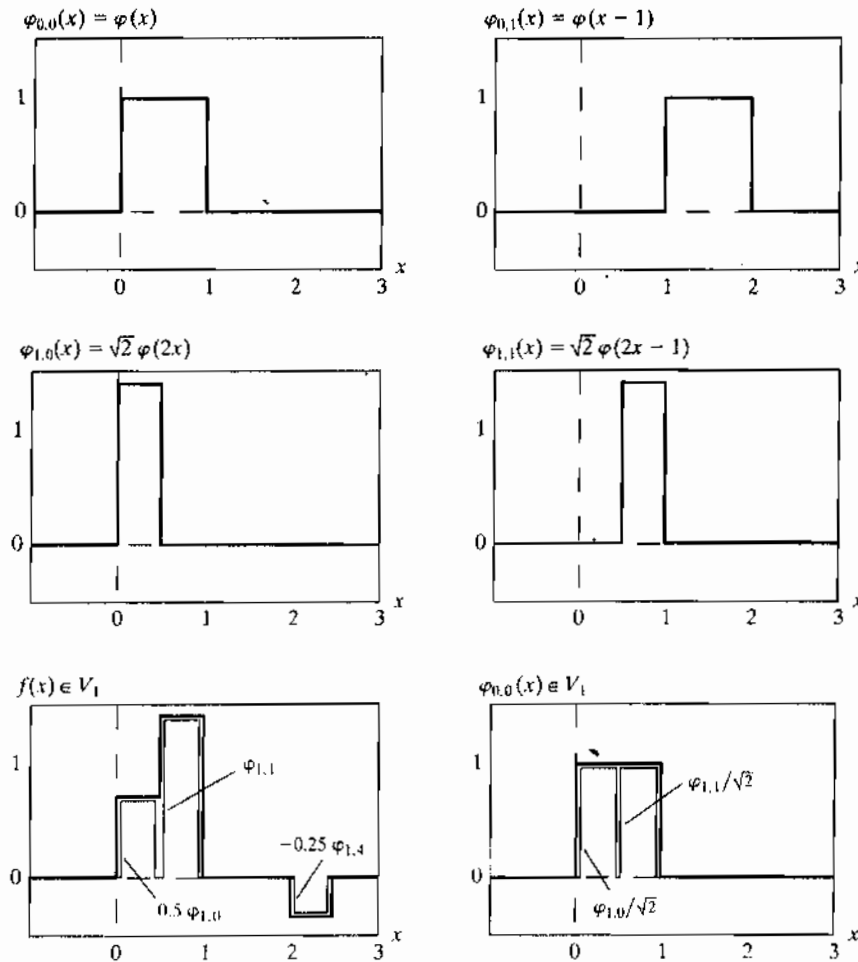 φ0,0(x) = φ(x)
1
0
0 1 2 3 x
φ0,1(x) = φ(x − 1)
1
0
0 1 2 3 x
φ1,0(x) = √2 φ(2x)
1
0
0 1 2 3 x
φ1,1(x) = √2 φ(2x − 1)
1
0
0 1 2 3 x
f(x) ∈ V1
1
φ1,1
−0.25 φ1,4
0
0.5 φ1,0
0 1 2 3 x
φ0,0(x) ∈ V1
1
φ1,1/√2
0
φ1,0/√2
0 1 2 3 x